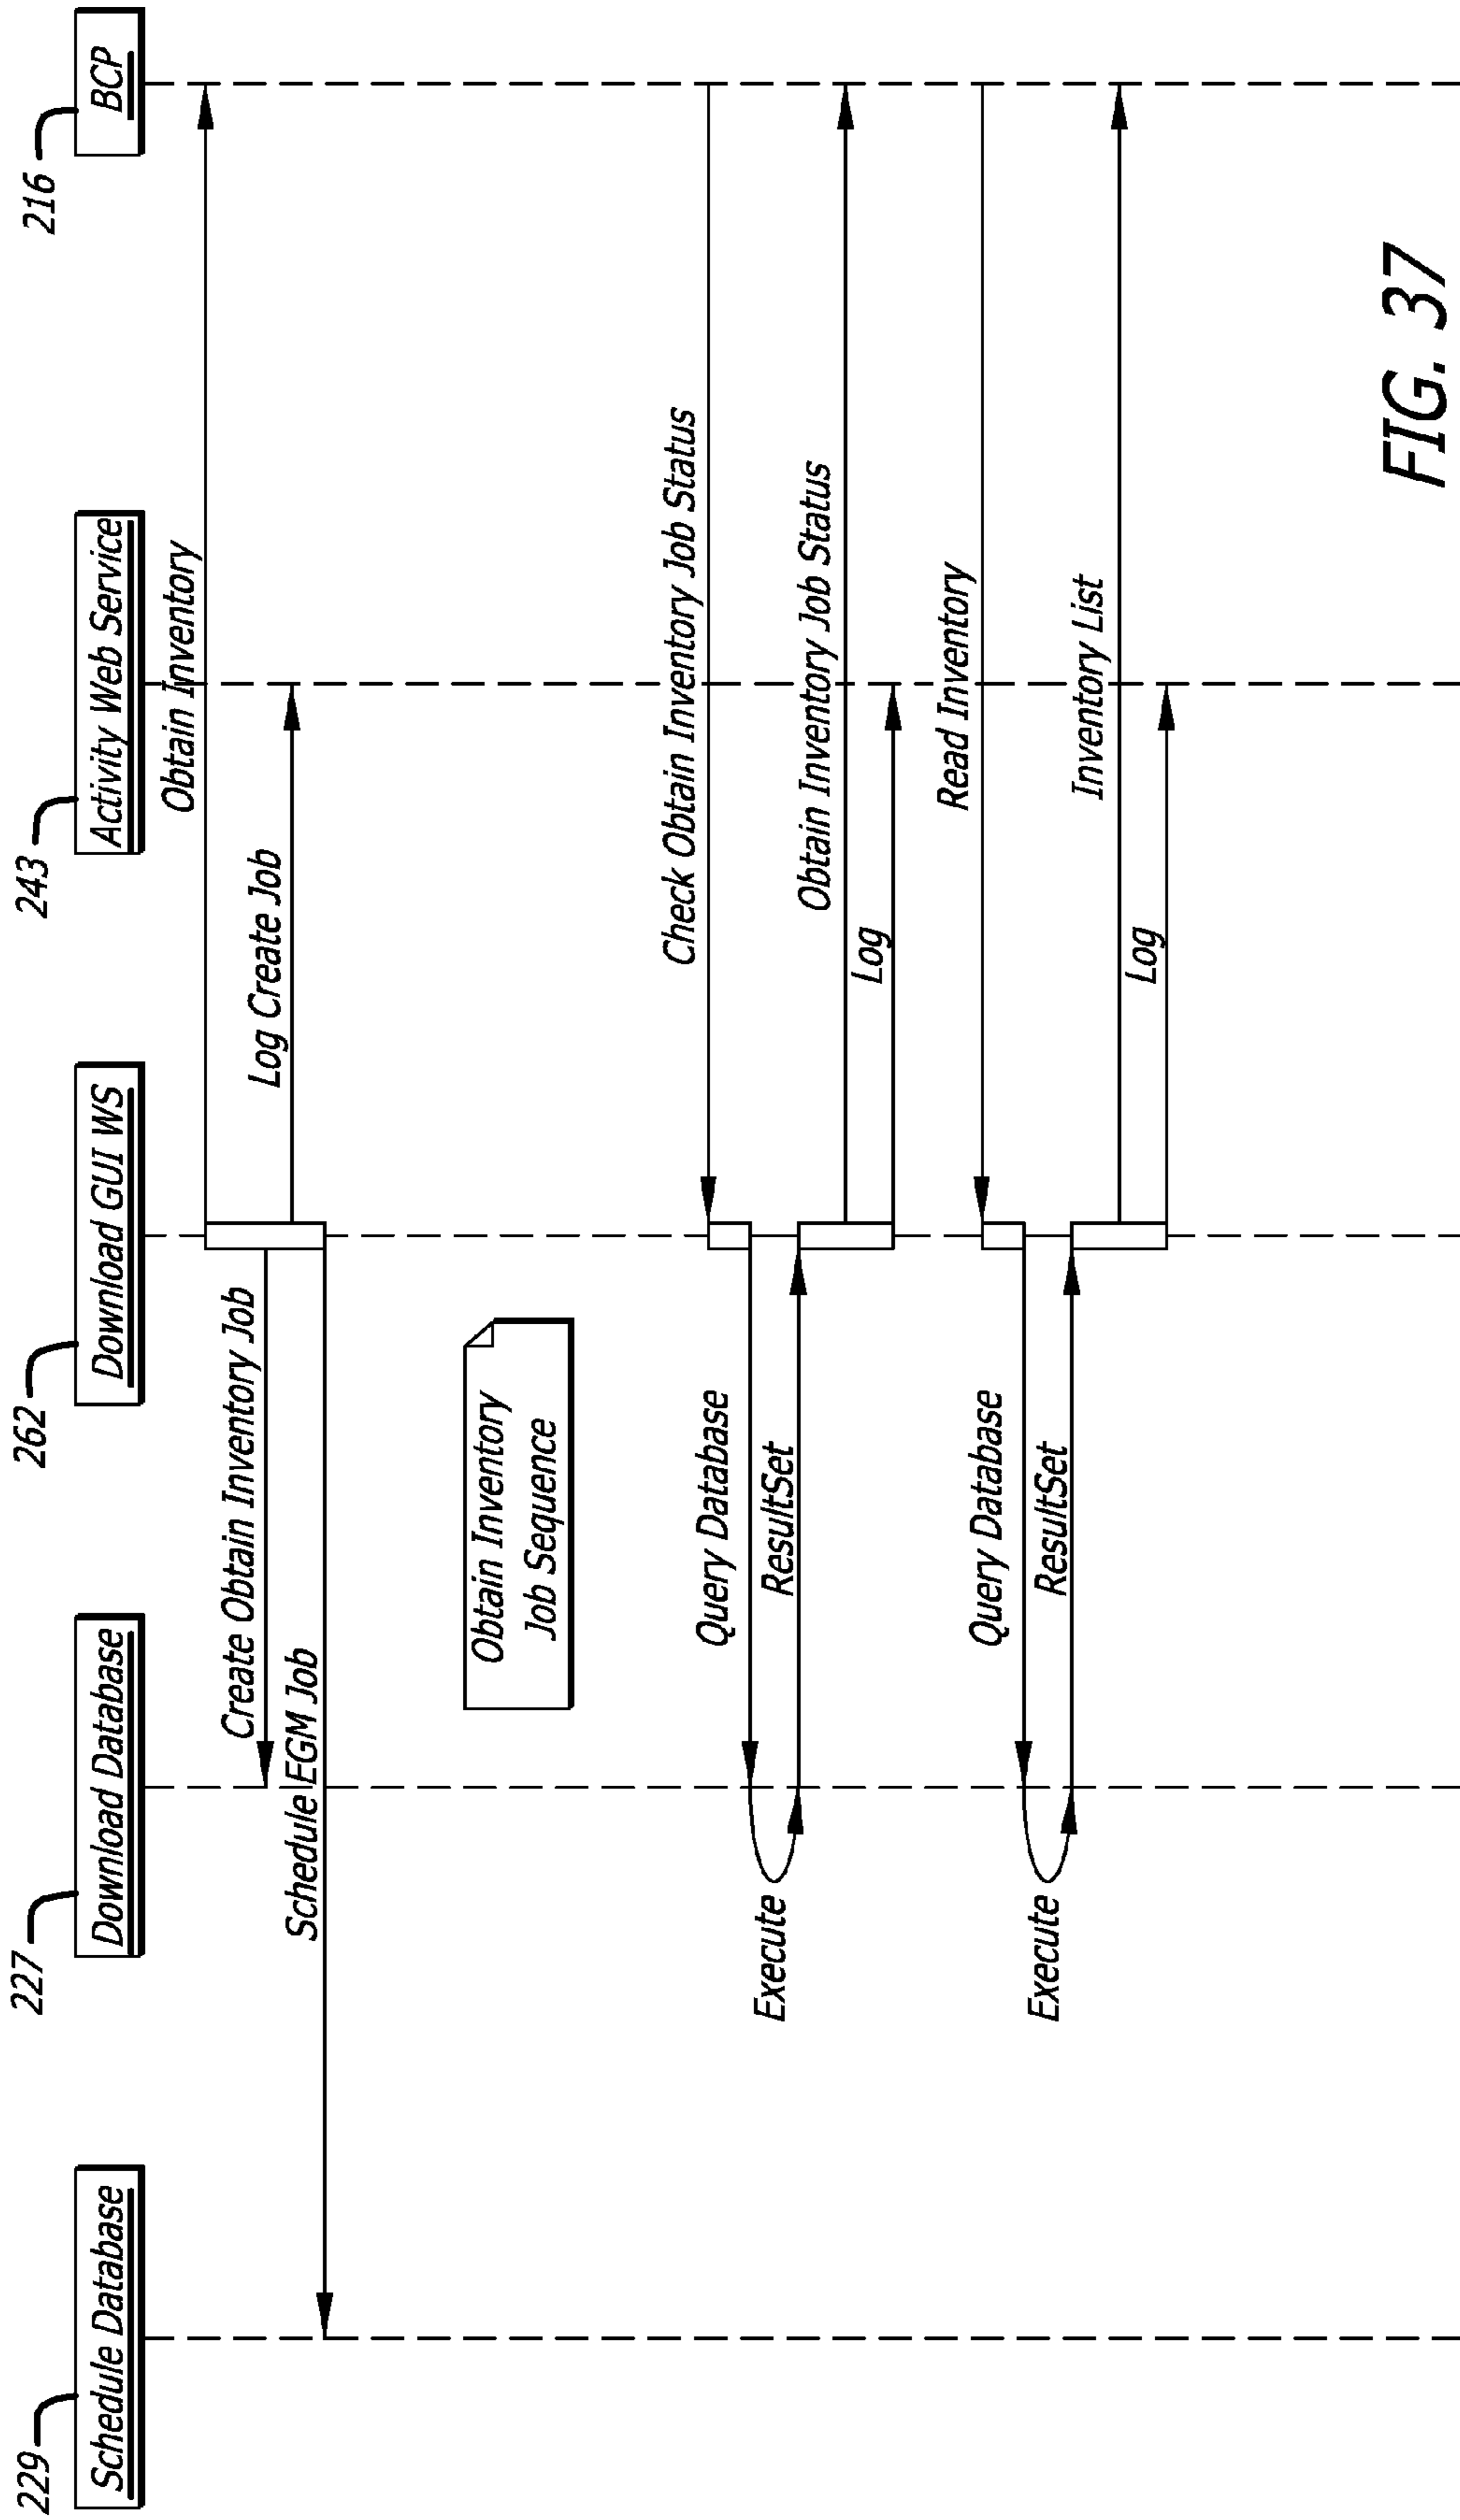 229
227
262
243
216
Schedule Database
Download Database
Download GUI WS
Activity Web Service
BCP
Obtain Inventory
Create Obtain Inventory Job
Log Create Job
Schedule EGM Job
Obtain Inventory
Job Sequence
Check Obtain Inventory Job Status
Query Database
Execute
ResultSet
Obtain Inventory Job Status
Log
Read Inventory
Query Database
Execute
ResultSet
Inventory List
Log
FIG. 37